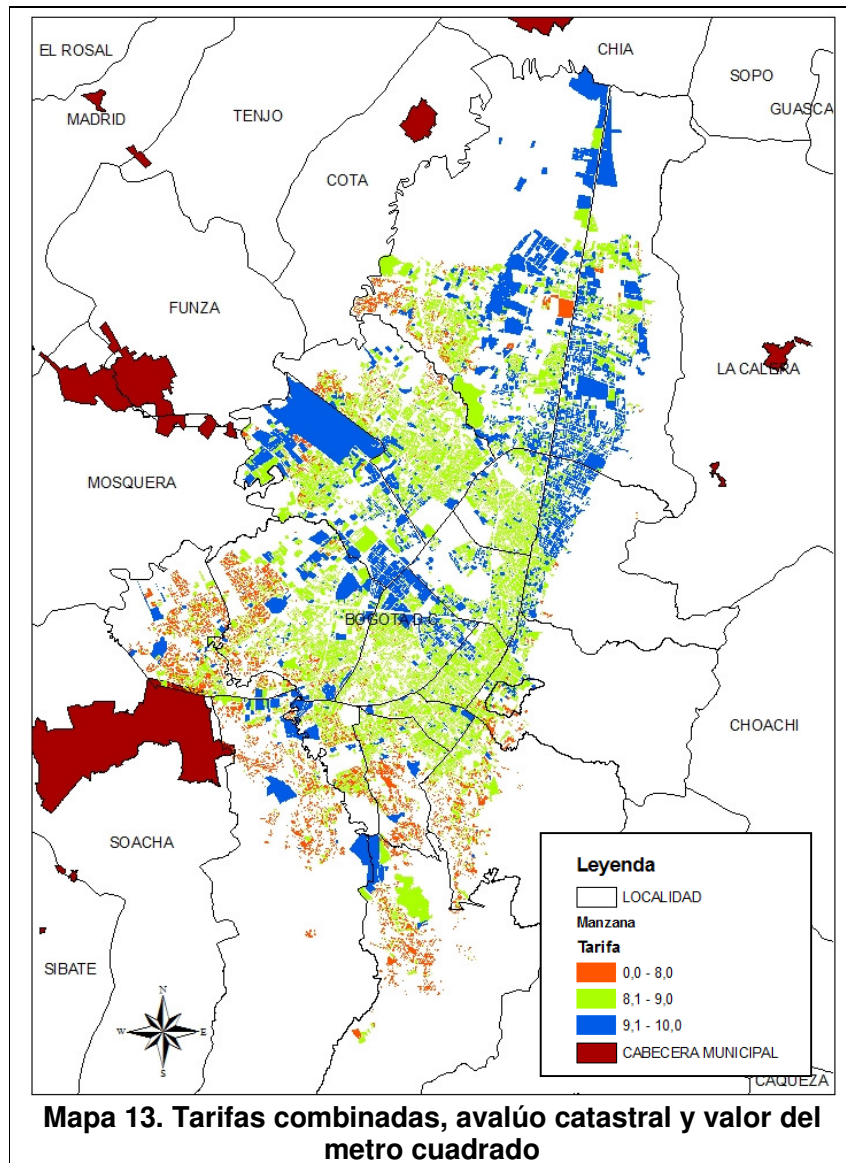 EL ROSAL
CHIA
SOPO
GUASCA
MADRID
TENJO
COTA
FUNZA
LA CALERA
MOSQUERA
BOGOTA D.C.
CHOACHI
SOACHA
SIBATE
CAQUEZA
N
W
E
S
Leyenda
LOCALIDAD
Manzana
Tarifa
0,0 - 8,0
8,1 - 9,0
9,1 - 10,0
CABECERA MUNICIPAL
Mapa 13. Tarifas combinadas, avalúo catastral y valor del
metro cuadrado